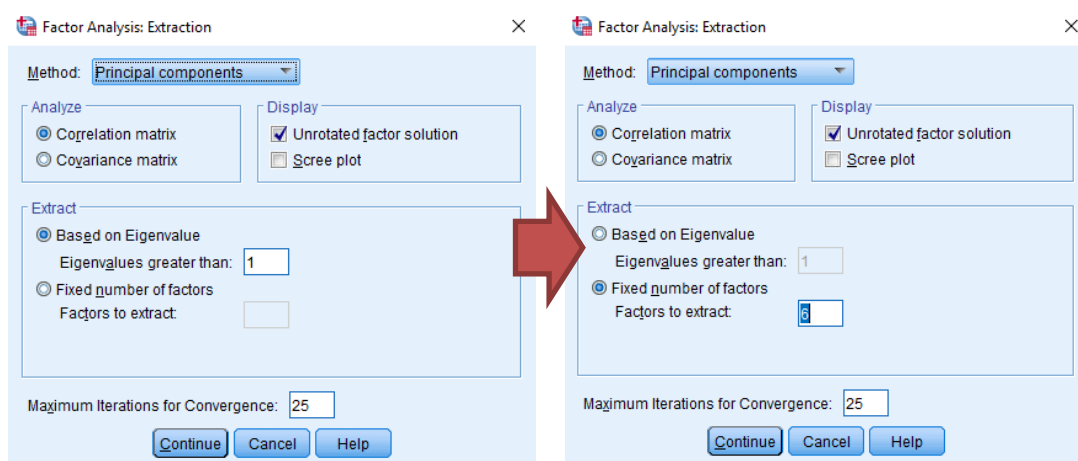 Factor Analysis: Extraction
Method: Principal components
Analyze
Correlation matrix
Covariance matrix
Display
Unrotated factor solution
Scree plot
Extract
Based on Eigenvalue
Eigenvalues greater than: 1
Fixed number of factors
Factors to extract:
Maximum Iterations for Convergence: 25
Continue Cancel Help
Factor Analysis: Extraction
Method: Principal components
Analyze
Correlation matrix
Covariance matrix
Display
Unrotated factor solution
Scree plot
Extract
Based on Eigenvalue
Eigenvalues greater than: 1
Fixed number of factors
Factors to extract: 6
Maximum Iterations for Convergence: 25
Continue Cancel Help